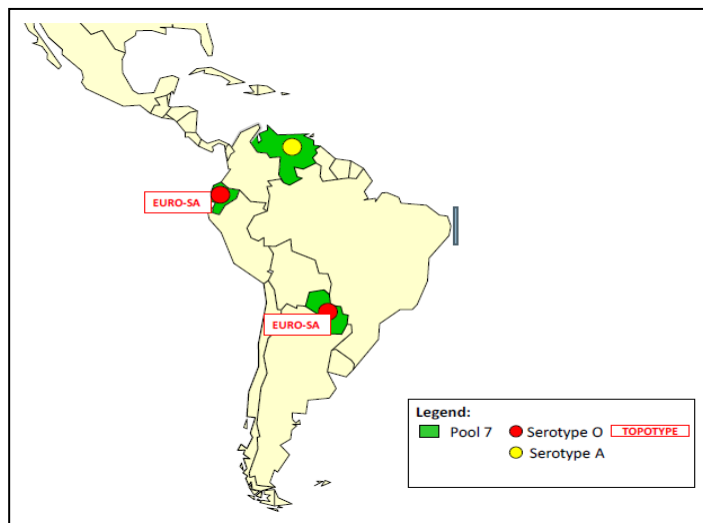 EURO-SA
EURO-SA
Legend:
Pool 7
Serotype O
TOPOTYPE
Serotype A